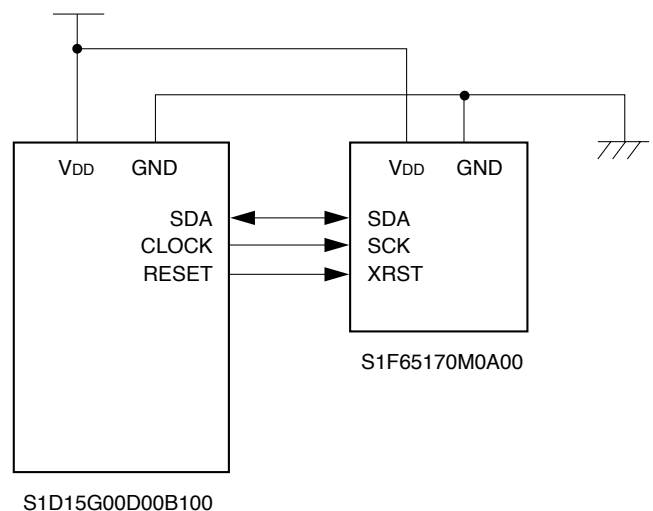 VDD GND VDD GND
SDA SDA
CLOCK SCK
RESET XRST
S1F65170M0A00
S1D15G00D00B100